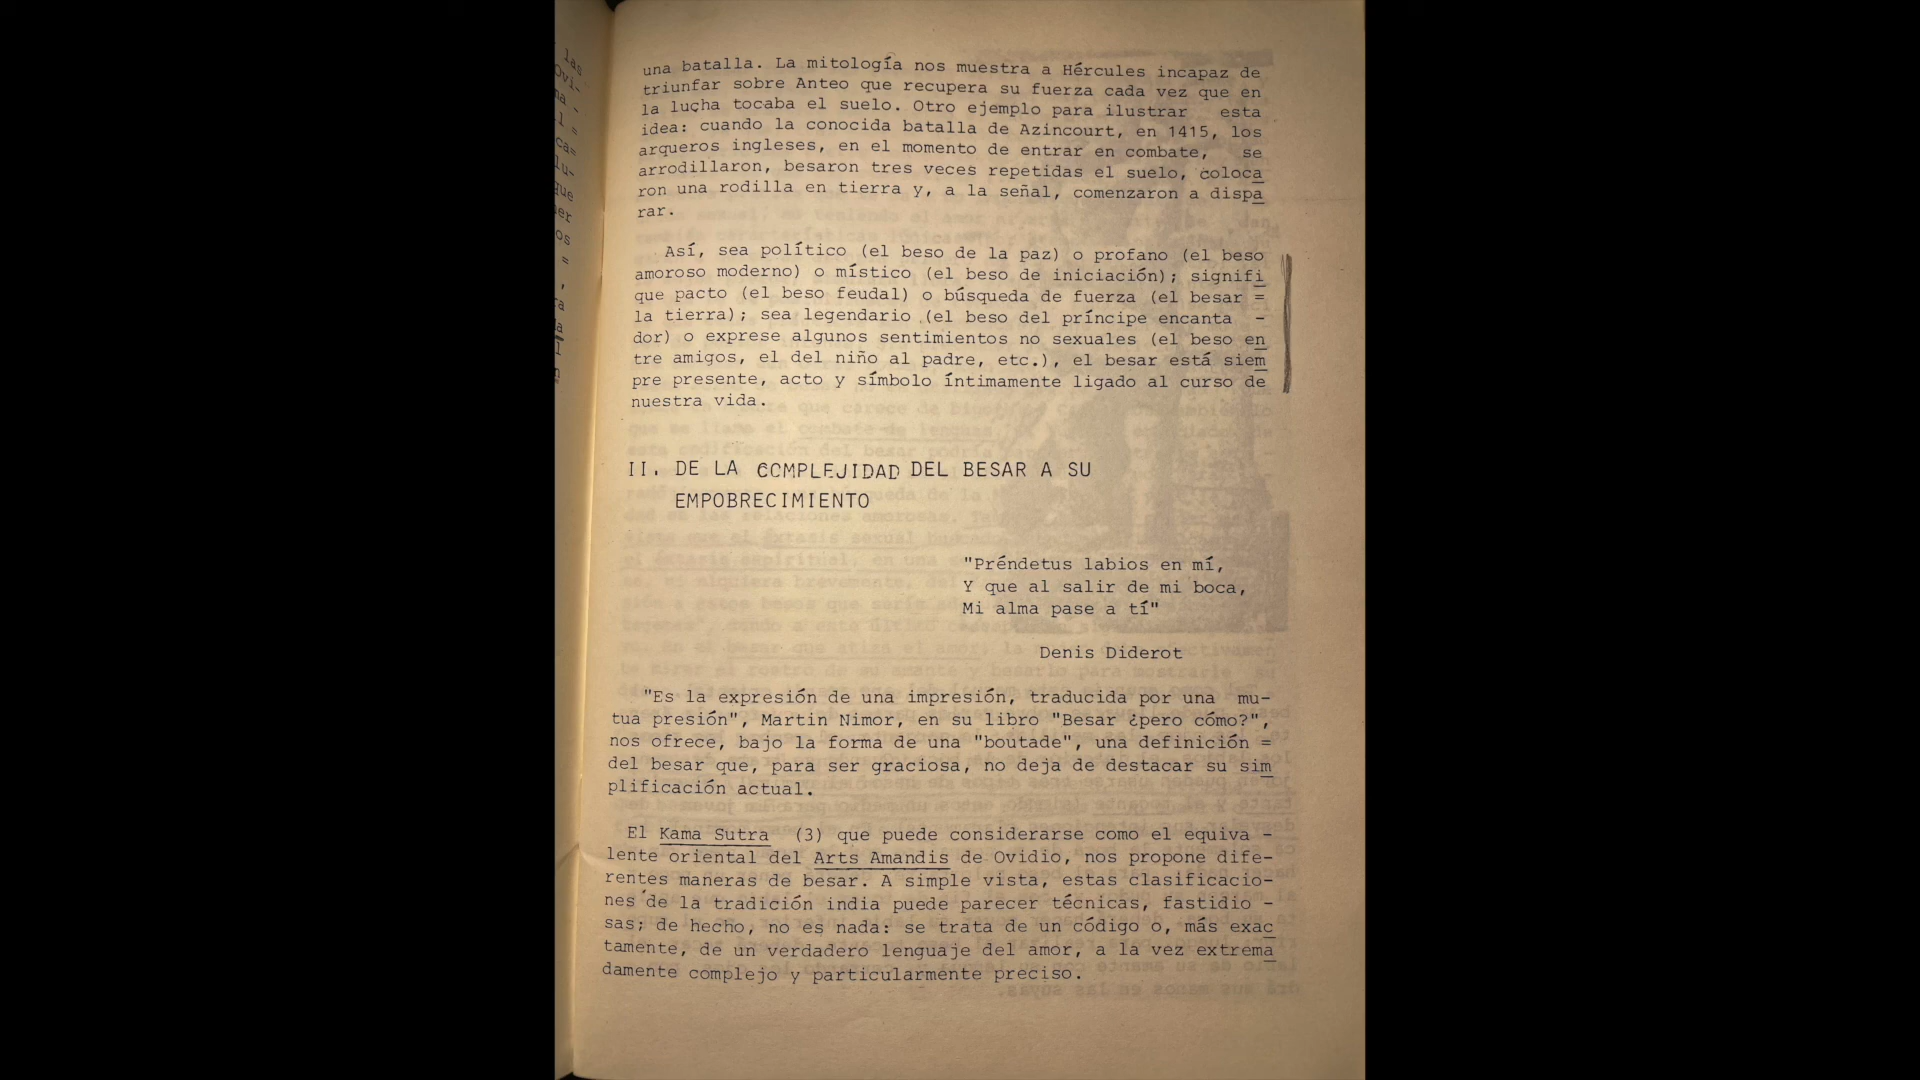 las
Ovi-
na -
l =
ca=
lu-
que
er
os
=
,
a
a
l
una batalla. La mitología nos muestra a Hércules incapaz de
triunfar sobre Anteo que recupera su fuerza cada vez que en
la lucha tocaba el suelo. Otro ejemplo para ilustrar esta
idea: cuando la conocida batalla de Azincourt, en 1415, los
arqueros ingleses, en el momento de entrar en combate, se
arrodillaron, besaron tres veces repetidas el suelo, coloca
ron una rodilla en tierra y, a la señal, comenzaron a dispa
rar.
Así, sea político (el beso de la paz) o profano (el beso
amoroso moderno) o místico (el beso de iniciación); signifi
que pacto (el beso feudal) o búsqueda de fuerza (el besar =
la tierra); sea legendario (el beso del príncipe encanta -
dor) o exprese algunos sentimientos no sexuales (el beso en
tre amigos, el del niño al padre, etc.), el besar está siem
pre presente, acto y símbolo íntimamente ligado al curso de
nuestra vida.
II. DE LA COMPLEJIDAD DEL BESAR A SU
EMPOBRECIMIENTO
"Préndetus labios en mí,
Y que al salir de mi boca,
Mi alma pase a tí"
Denis Diderot
"Es la expresión de una impresión, traducida por una mu-
tua presión", Martin Nimor, en su libro "Besar ¿pero cómo?",
nos ofrece, bajo la forma de una "boutade", una definición =
del besar que, para ser graciosa, no deja de destacar su sim
plificación actual.
El Kama Sutra (3) que puede considerarse como el equiva -
lente oriental del Arts Amandis de Ovidio, nos propone dife-
rentes maneras de besar. A simple vista, estas clasificacio-
nes de la tradición india puede parecer técnicas, fastidio -
sas; de hecho, no es nada: se trata de un código o, más exac
tamente, de un verdadero lenguaje del amor, a la vez extrema
damente complejo y particularmente preciso.